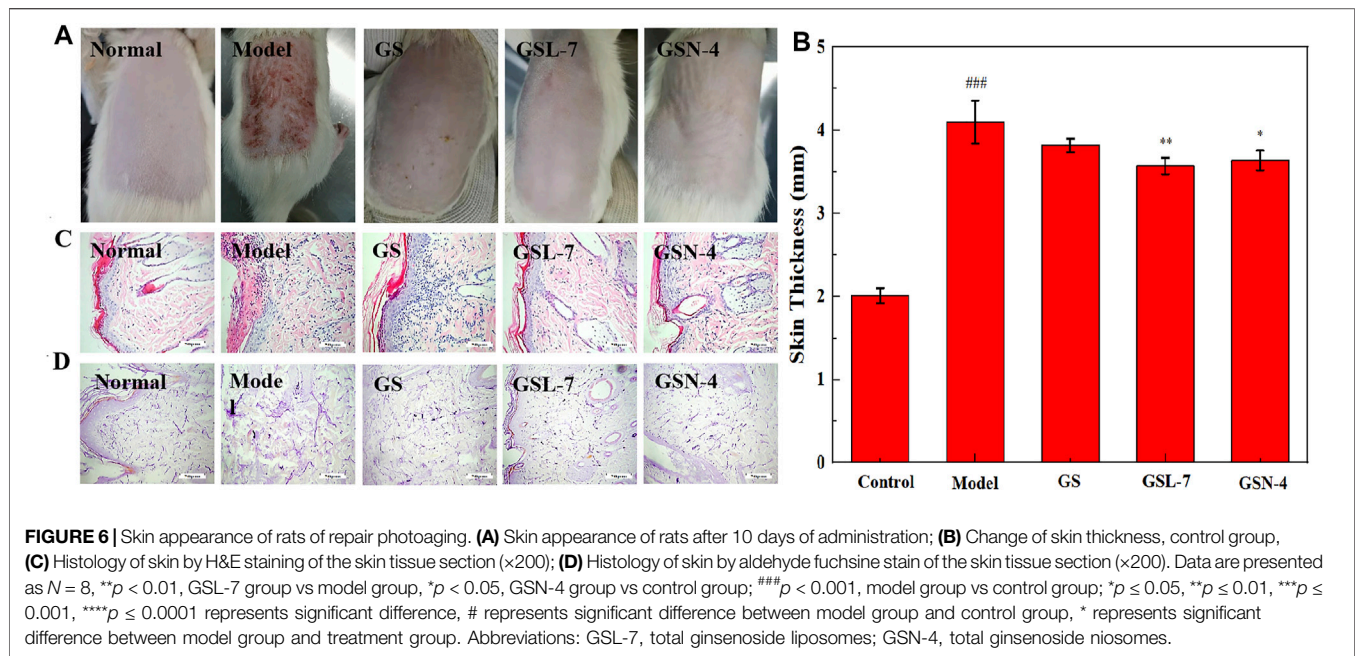 A
Normal
Model
GS
GSL-7
GSN-4
B
5
4
3
2
1
0
Skin Thickness (mm)
###
**
*
Control
Model
GS
GSL-7
GSN-4
C
Normal
Model
GS
GSL-7
GSN-4
D
Normal
Mode
l
GS
GSL-7
GSN-4
FIGURE 6 | Skin appearance of rats of repair photoaging. (A) Skin appearance of rats after 10 days of administration; (B) Change of skin thickness, control group,
(C) Histology of skin by H&E staining of the skin tissue section (×200); (D) Histology of skin by aldehyde fuchsine stain of the skin tissue section (×200). Data are presented
as N = 8, **p < 0.01, GSL-7 group vs model group, *p < 0.05, GSN-4 group vs control group; ###p < 0.001, model group vs control group; *p ≤ 0.05, **p ≤ 0.01, ***p ≤
0.001, ****p ≤ 0.0001 represents significant difference, # represents significant difference between model group and control group, * represents significant
difference between model group and treatment group. Abbreviations: GSL-7, total ginsenoside liposomes; GSN-4, total ginsenoside niosomes.